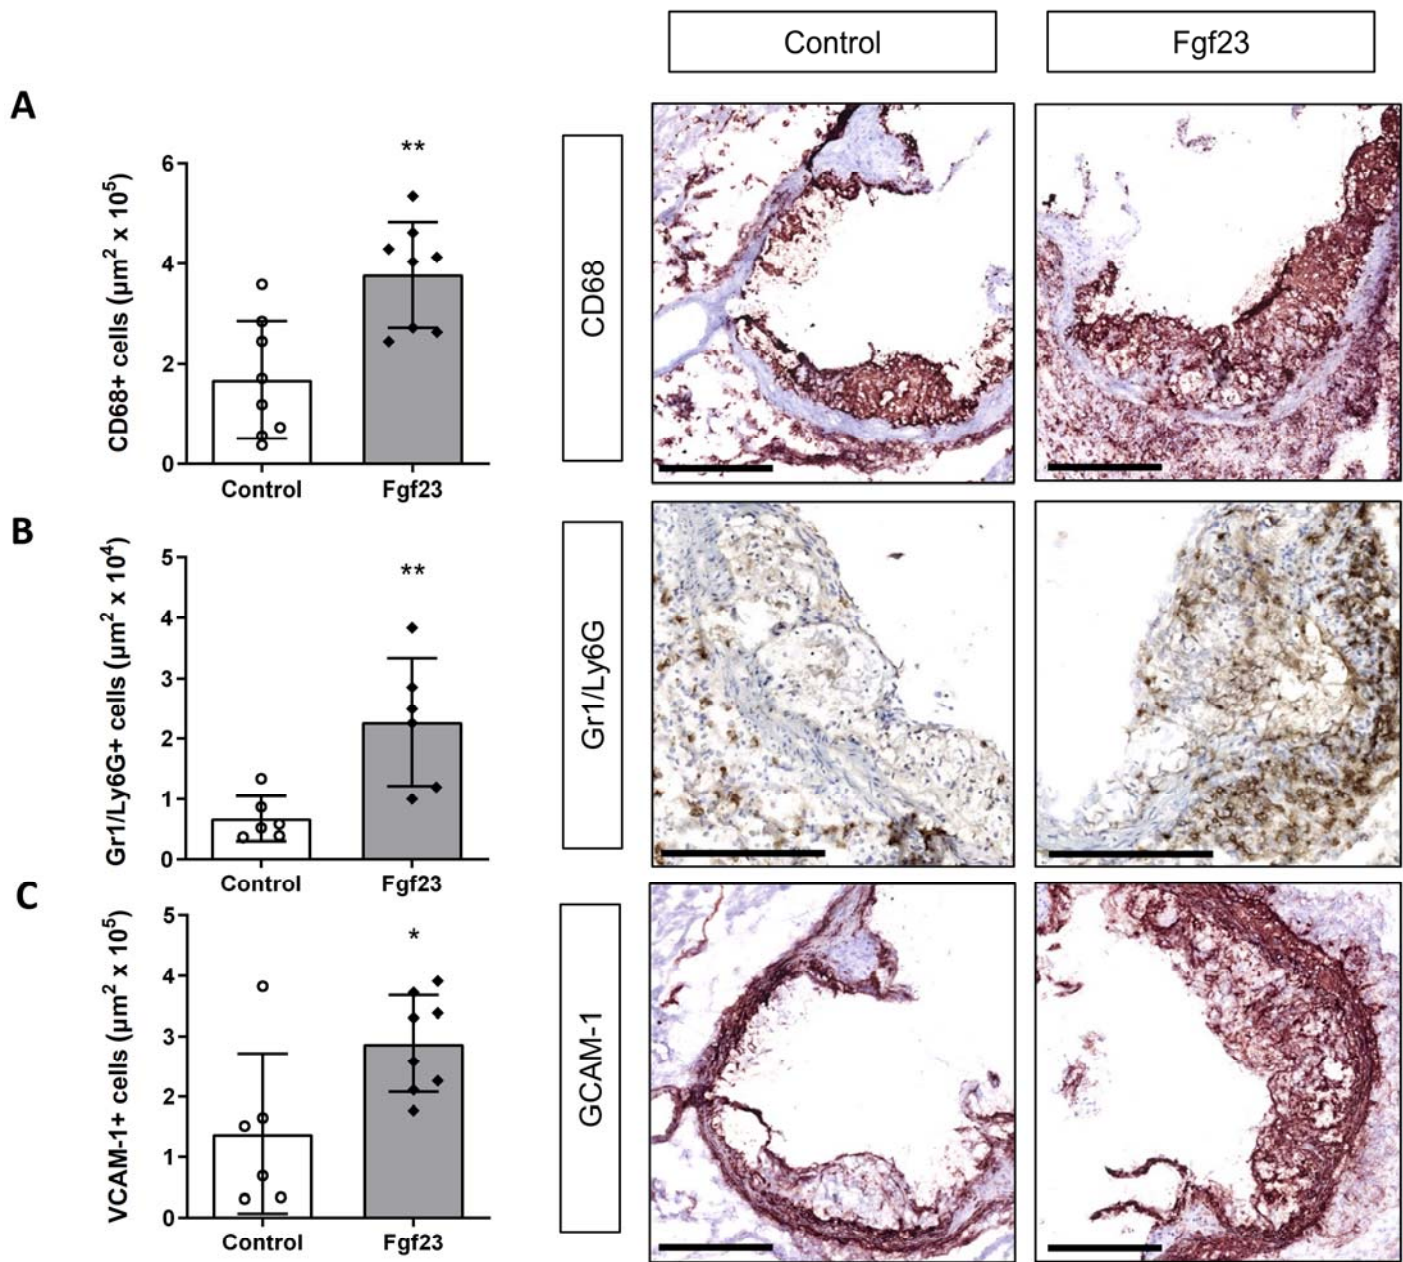 Control
Fgf23
A
CD68+ cells (µm² x 10⁵)
6
4
2
0
**
Control
Fgf23
CD68
B
Gr1/Ly6G+ cells (µm² x 10⁴)
5
4
3
2
1
0
**
Control
Fgf23
Gr1/Ly6G
C
VCAM-1+ cells (µm² x 10⁵)
5
4
3
2
1
0
*
Control
Fgf23
GCAM-1